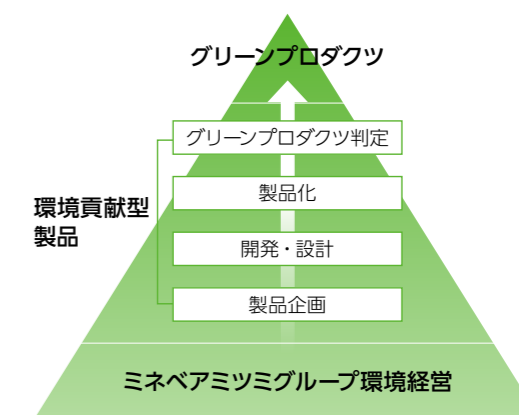 グリーンプロダクツ
グリーンプロダクツ判定
製品化
環境貢献型
製品
開発・設計
製品企画
ミネベアミツミグループ環境経営